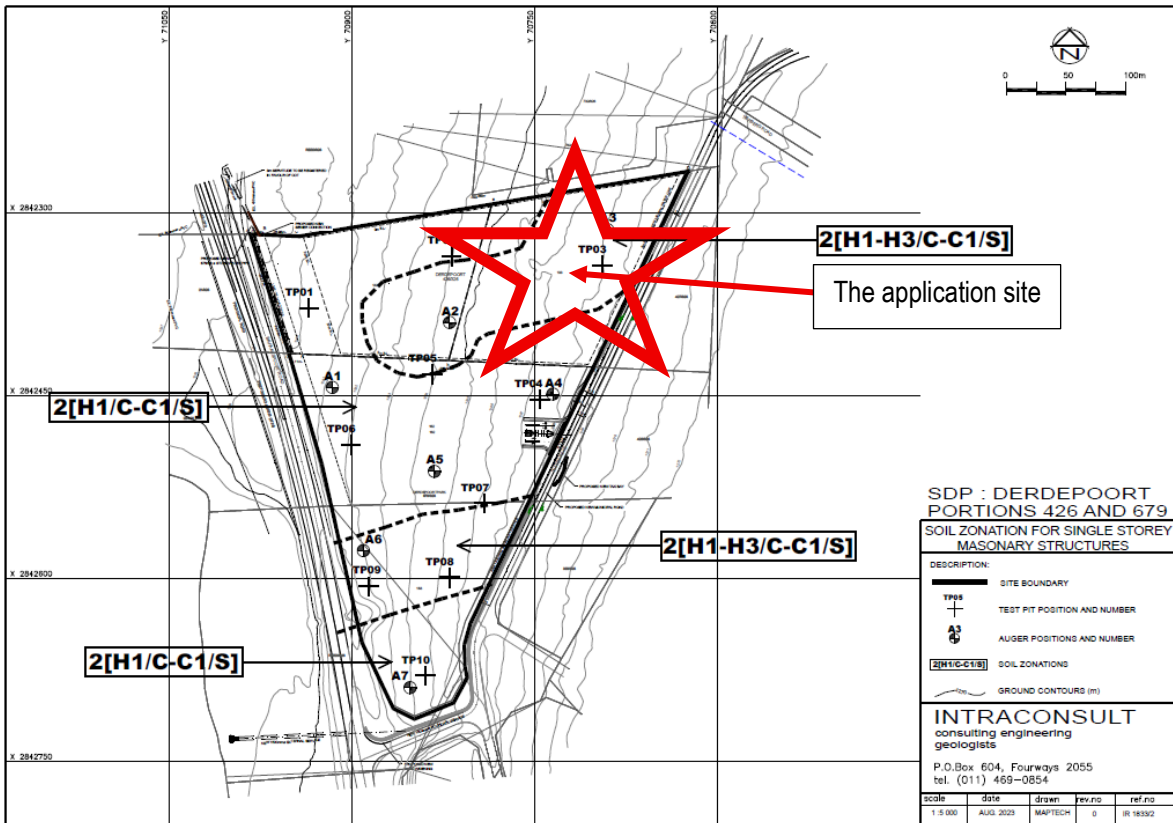 Y 71050
Y 70900
Y 70750
Y 70600
N
0 50 100m
X 2842300
3
TP03
2[H1-H3/C-C1/S]
The application site
TP01
DERDEPOORT
A2
TP05
A1
TP04
A4
X 2842450
2[H1/C-C1/S]
TP06
A5
TP07
A6
TP09
TP08
2[H1-H3/C-C1/S]
X 2842600
2[H1/C-C1/S]
TP10
A7
X 2842750
SDP : DERDEPOORT
PORTIONS 426 AND 679
SOIL ZONATION FOR SINGLE STOREY
MASONARY STRUCTURES
DESCRIPTION:
SITE BOUNDARY
TP05
TEST PIT POSITION AND NUMBER
A3
AUGER POSITIONS AND NUMBER
2[H1/C-C1/S] SOIL ZONATIONS
GROUND CONTOURS (m)
INTRACONSULT
consulting engineering
geologists
P.O.Box 604, Fourways 2055
tel. (011) 469-0854
scale date drawn rev.no ref.no
1:5 000 AUG. 2023 MAPTECH 0 IR 1833/2